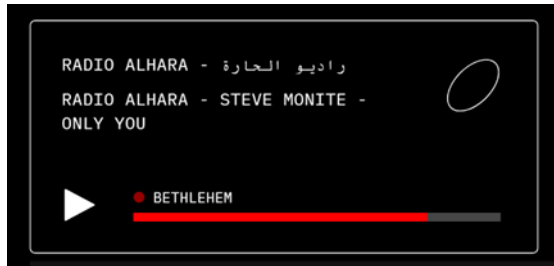 RADIO ALHARA - راديو الحارة
RADIO ALHARA - STEVE MONITE -
ONLY YOU
BETHLEHEM